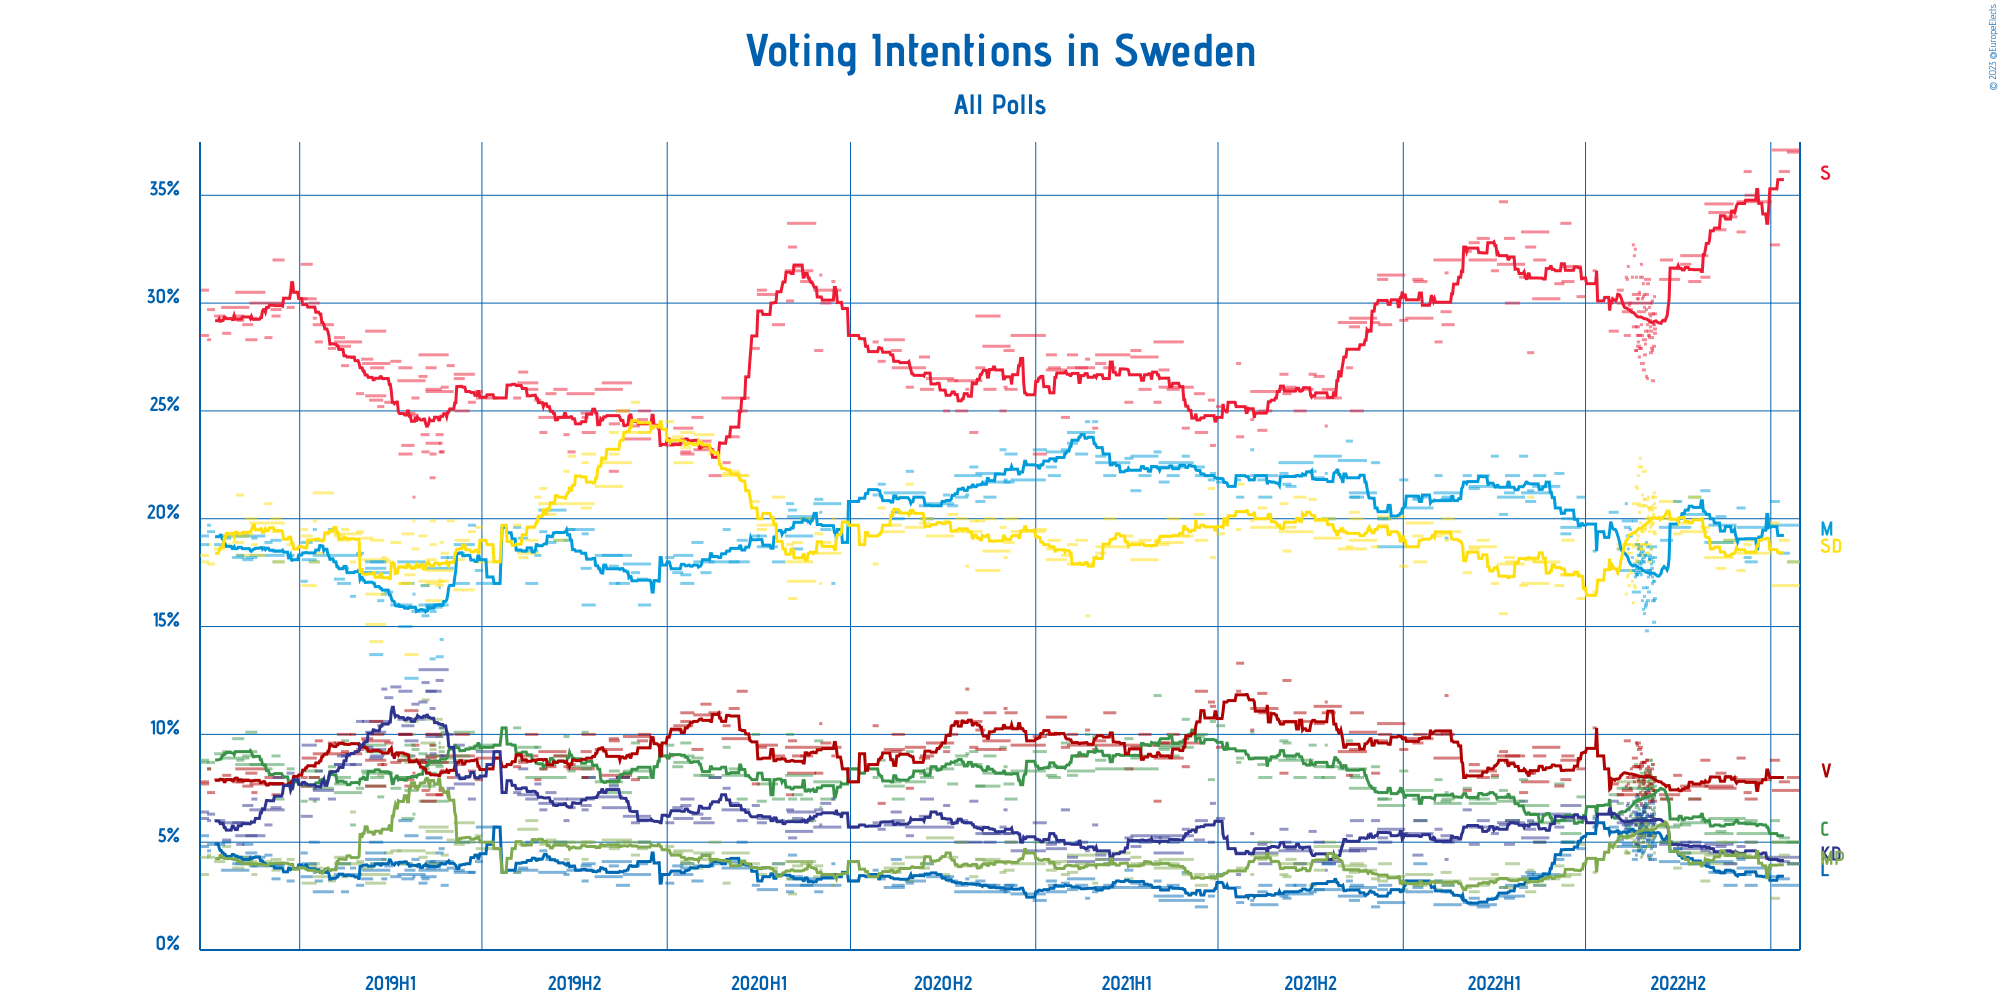 © 2023 @EuropeElects
Voting Intentions in Sweden
All Polls
35%
30%
25%
20%
15%
10%
5%
0%
S
M
SD
V
C
KD
MP
L
2019H1
2019H2
2020H1
2020H2
2021H1
2021H2
2022H1
2022H2